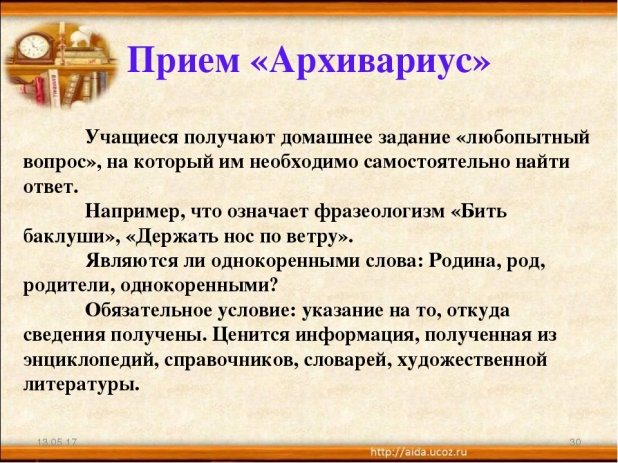 Прием «Архивариус»
Учащиеся получают домашнее задание «любопытный
вопрос», на который им необходимо самостоятельно найти
ответ.
Например, что означает фразеологизм «Бить
баклуши», «Держать нос по ветру».
Являются ли однокоренными слова: Родина, род,
родители, однокоренными?
Обязательное условие: указание на то, откуда
сведения получены. Ценится информация, полученная из
энциклопедий, справочников, словарей, художественной
литературы.
13.05.17
30
http://aida.ucoz.ru